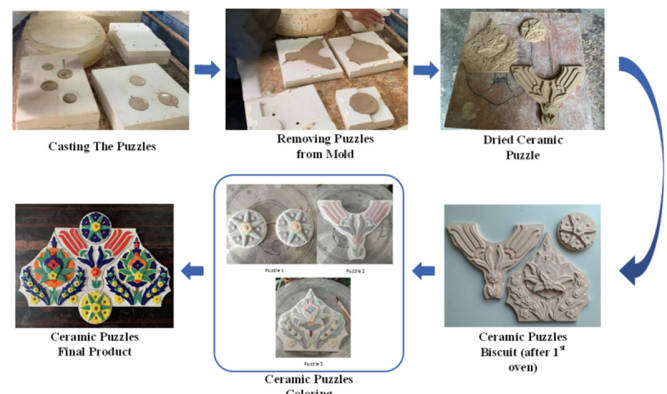 Casting The Puzzles
Removing Puzzles
from Mold
Dried Ceramic
Puzzle
Ceramic Puzzles
Final Product
Puzzle 1
Puzzle 2
Puzzle 3
Ceramic Puzzles
Coloring
Ceramic Puzzles
Biscuit (after 1st
oven)